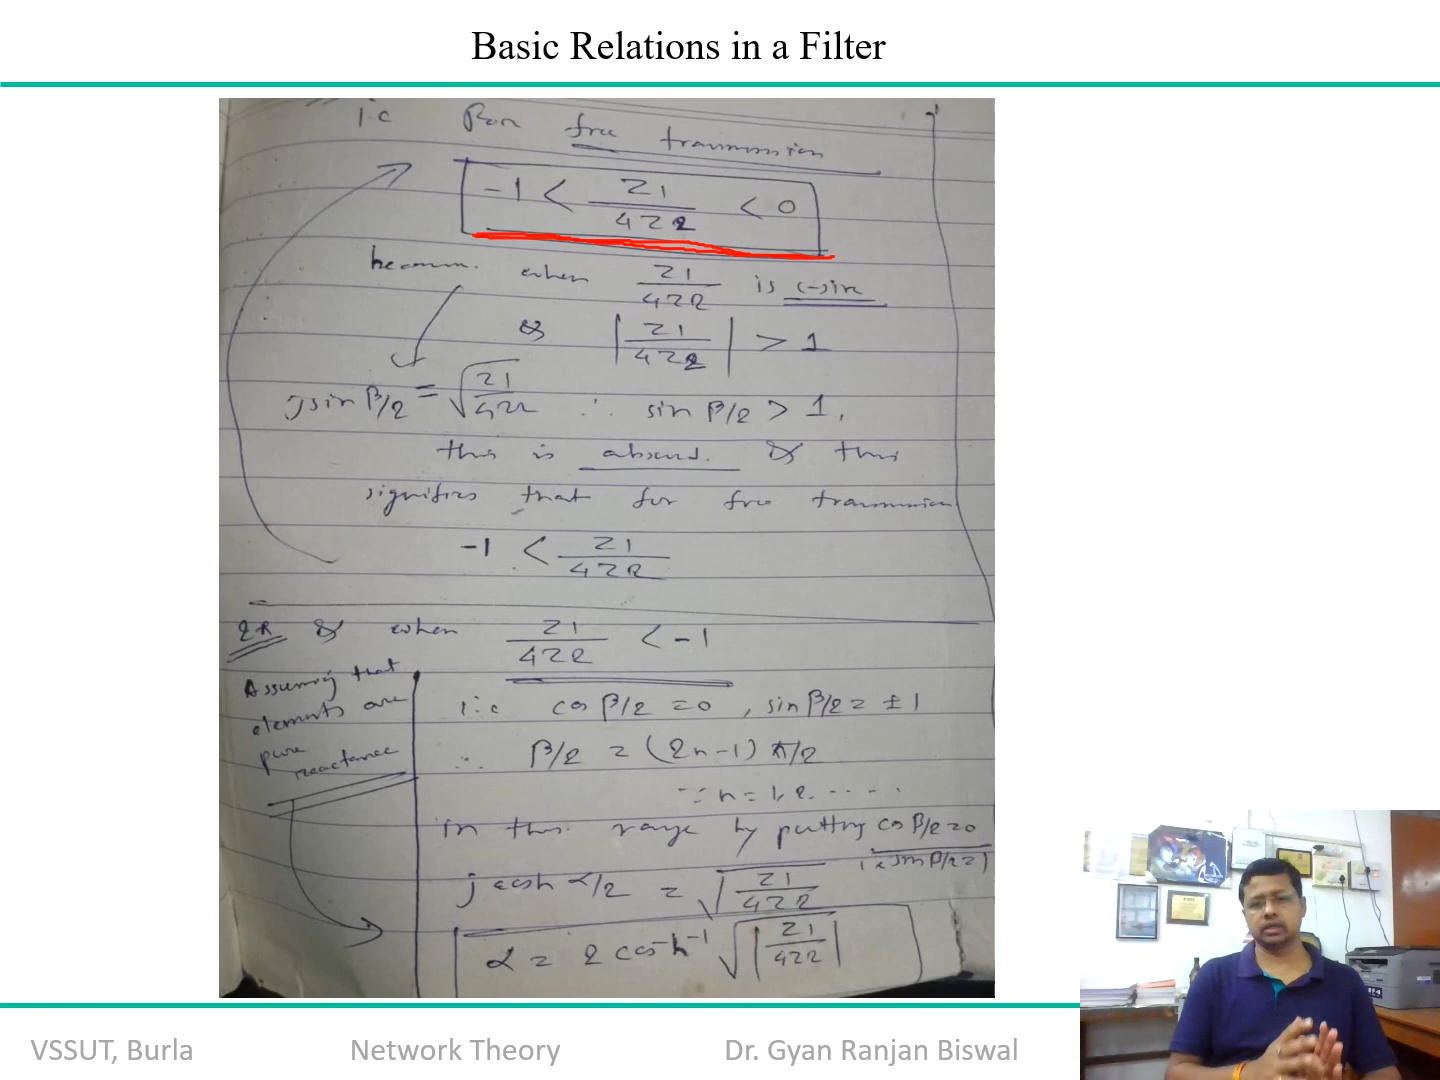 Basic Relations in a Filter
i.e For free transmission
-1 < Z1/4Z2 < 0
when Z1/4Z2 is (-)ive
& |Z1/4Z2| > 1
jsin β/2 = √(Z1/4Z2) ∴ sin β/2 > 1,
this is absurd. & this
signifies that for free transmission
-1 < Z1/4Z2
& when Z1/4Z2 < -1
Assuming that
elements are
pure
reactance
i.e cos β/2 = 0, sin β/2 = ± 1
∴ β/2 = (2n-1) π/2
∵ n = 1, 2. ....
in this range by putting cos β/2 = 0
(& sin β/2 = 1)
j cosh α/2 = √(Z1/4Z2)
α = 2 cosh⁻¹ √|Z1/4Z2|
VSSUT, Burla
Network Theory
Dr. Gyan Ranjan Biswal